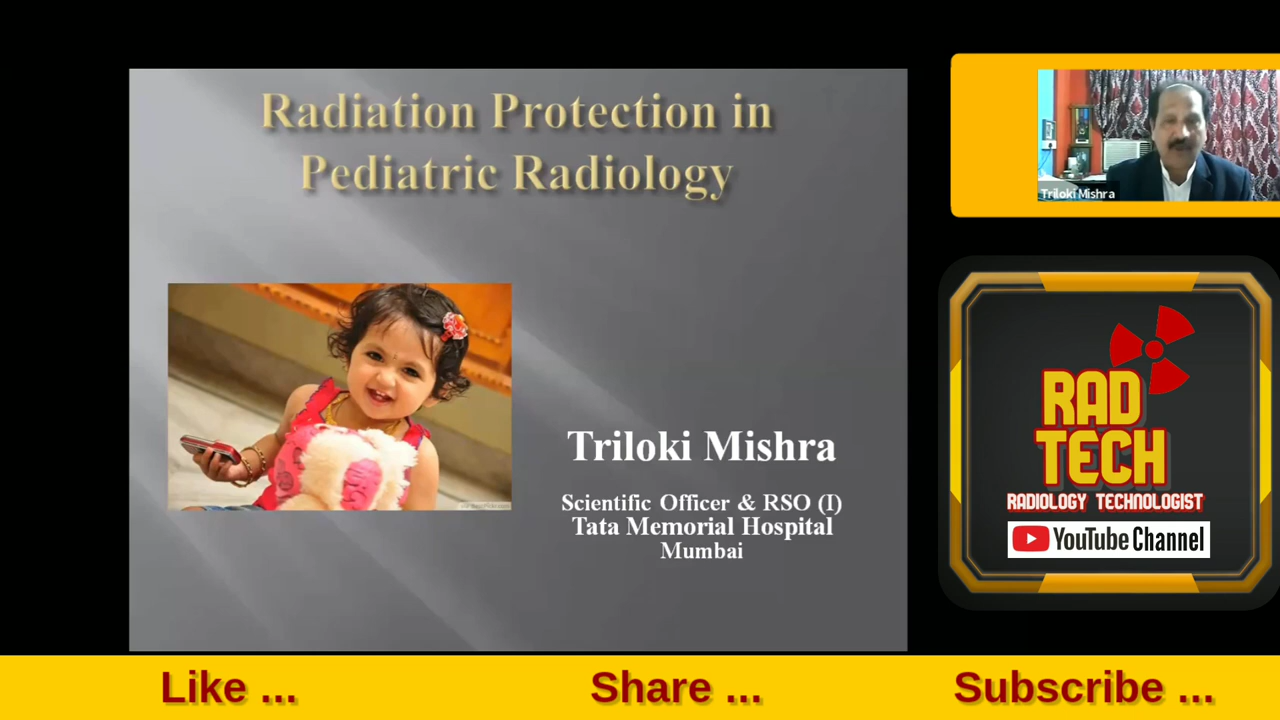 Radiation Protection in
Pediatric Radiology
Triloki Mishra
Scientific Officer & RSO (I)
Tata Memorial Hospital
Mumbai
Triloki Mishra
RAD
TECH
RADIOLOGY TECHNOLOGIST
YouTube Channel
Like ...
Share ...
Subscribe ...